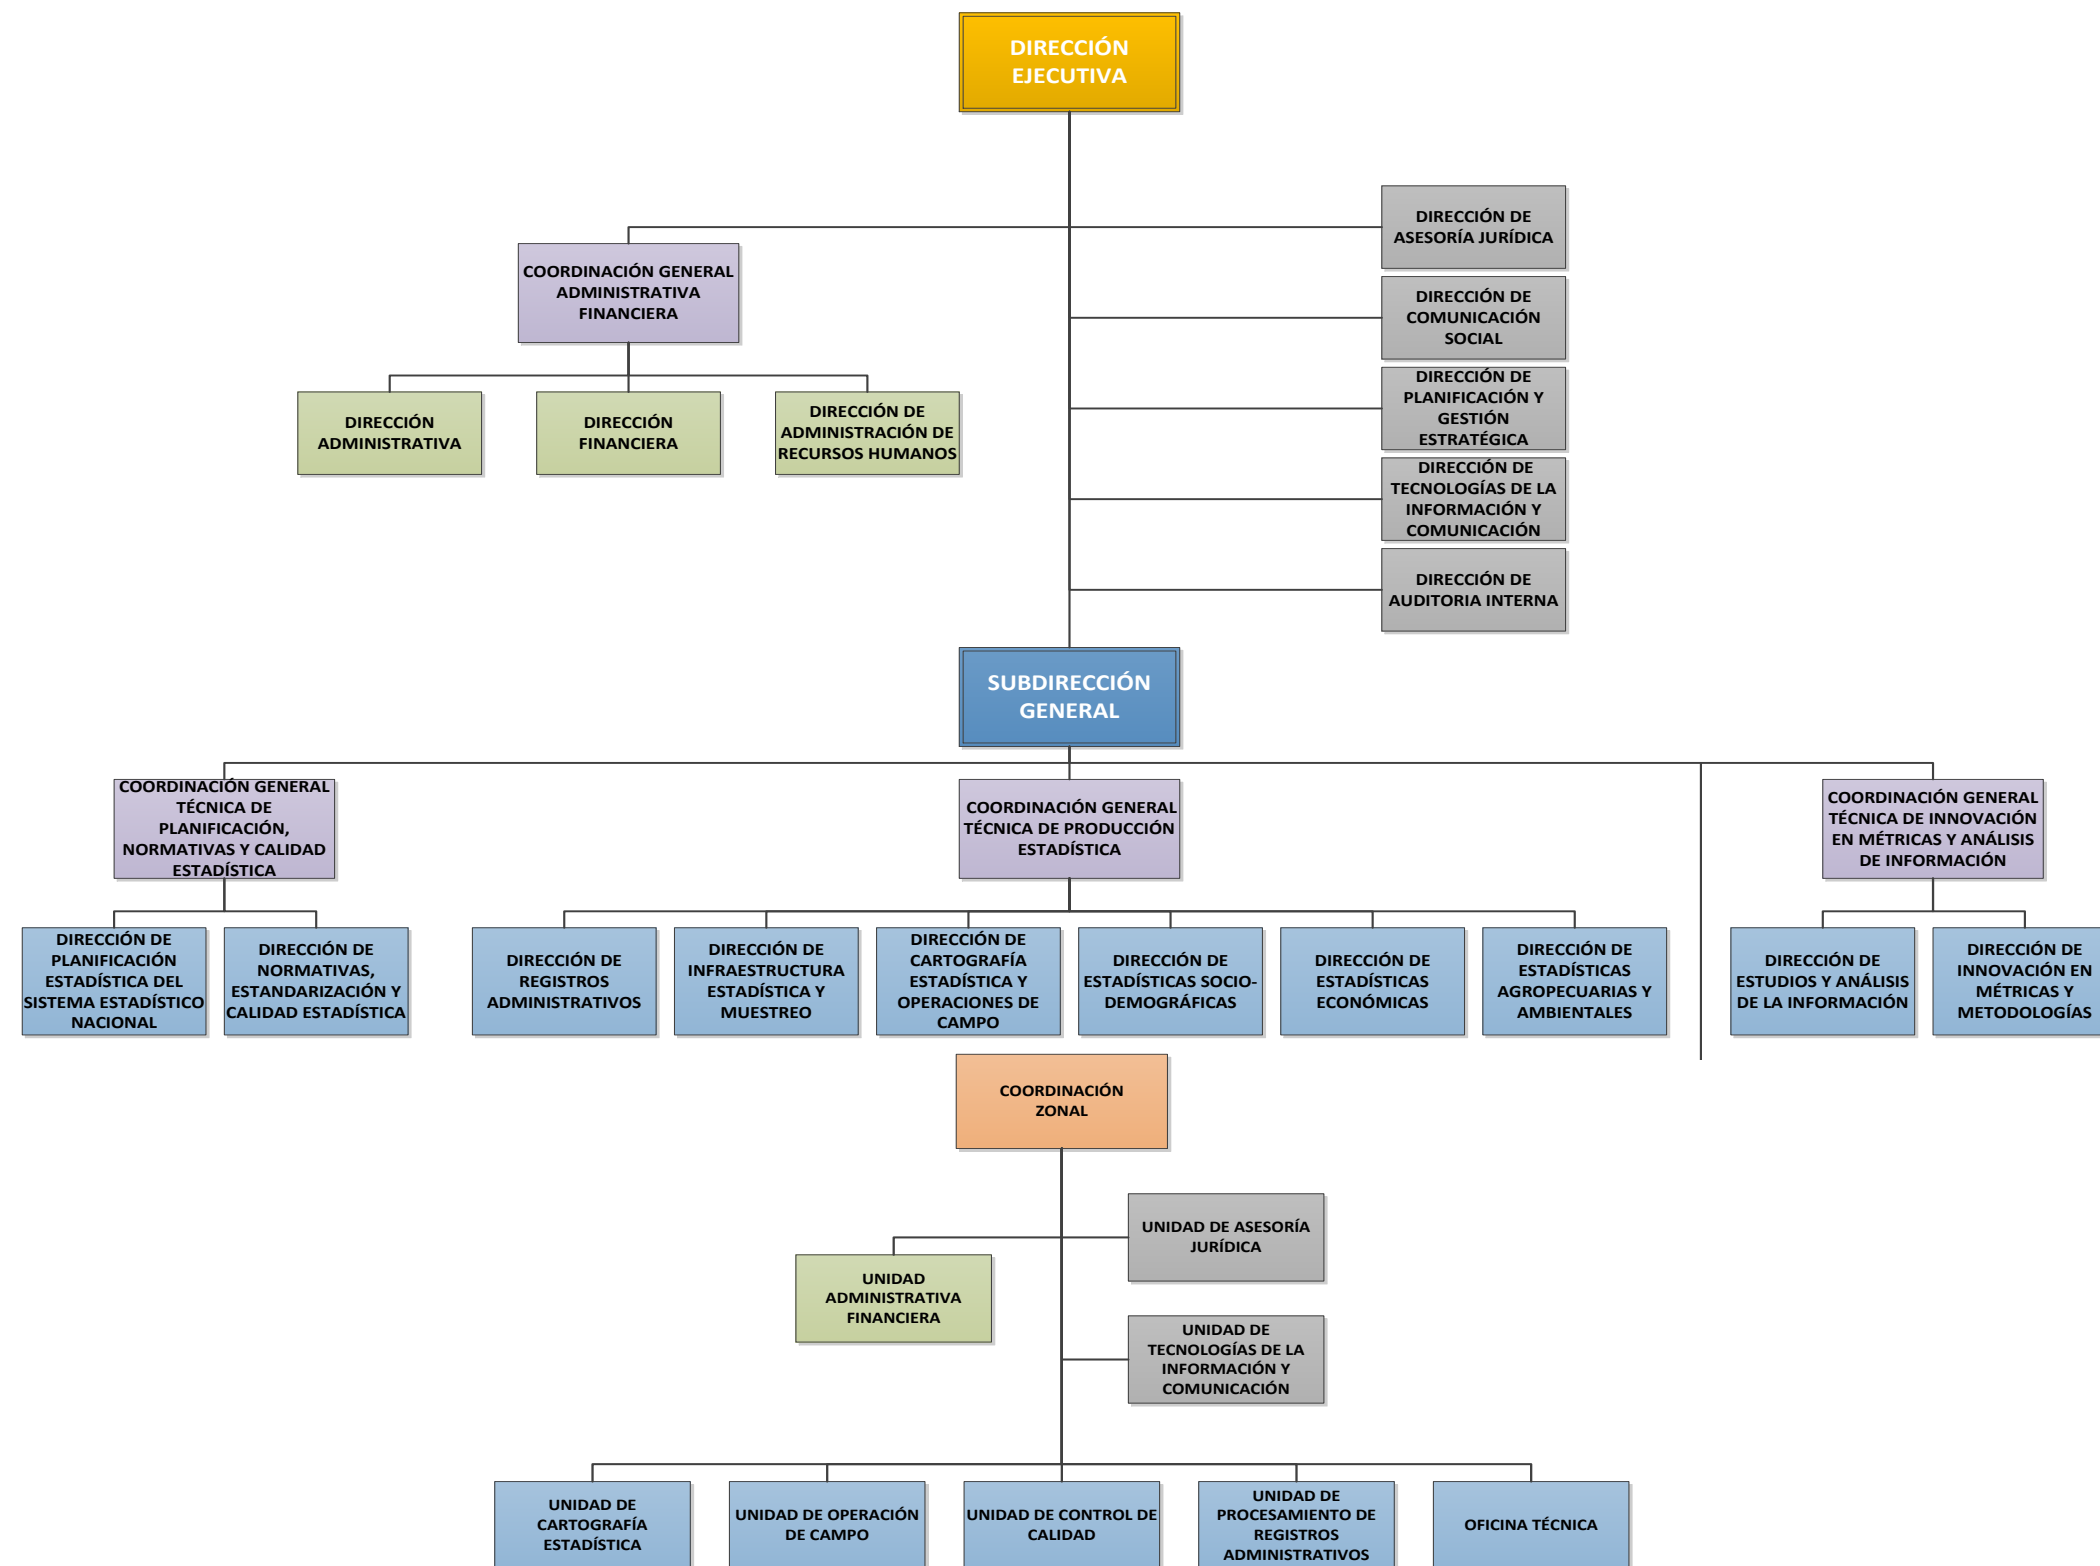 DIRECCIÓN
EJECUTIVA
DIRECCIÓN DE
ASESORÍA JURÍDICA
COORDINACIÓN GENERAL
ADMINISTRATIVA
FINANCIERA
DIRECCIÓN DE
COMUNICACIÓN
SOCIAL
DIRECCIÓN DE
PLANIFICACIÓN Y
GESTIÓN
ESTRATÉGICA
DIRECCIÓN
ADMINISTRATIVA
DIRECCIÓN
FINANCIERA
DIRECCIÓN DE
ADMINISTRACIÓN DE
RECURSOS HUMANOS
DIRECCIÓN DE
TECNOLOGÍAS DE LA
INFORMACIÓN Y
COMUNICACIÓN
DIRECCIÓN DE
AUDITORIA INTERNA
SUBDIRECCIÓN
GENERAL
COORDINACIÓN GENERAL
TÉCNICA DE
PLANIFICACIÓN,
NORMATIVAS Y CALIDAD
ESTADÍSTICA
COORDINACIÓN GENERAL
TÉCNICA DE PRODUCCIÓN
ESTADÍSTICA
COORDINACIÓN GENERAL
TÉCNICA DE INNOVACIÓN
EN MÉTRICAS Y ANÁLISIS
DE INFORMACIÓN
DIRECCIÓN DE
PLANIFICACIÓN
ESTADÍSTICA DEL
SISTEMA ESTADÍSTICO
NACIONAL
DIRECCIÓN DE
NORMATIVAS,
ESTANDARIZACIÓN Y
CALIDAD ESTADÍSTICA
DIRECCIÓN DE
REGISTROS
ADMINISTRATIVOS
DIRECCIÓN DE
INFRAESTRUCTURA
ESTADÍSTICA Y
MUESTREO
DIRECCIÓN DE
CARTOGRAFÍA
ESTADÍSTICA Y
OPERACIONES DE
CAMPO
DIRECCIÓN DE
ESTADÍSTICAS SOCIO-
DEMOGRÁFICAS
DIRECCIÓN DE
ESTADÍSTICAS
ECONÓMICAS
DIRECCIÓN DE
ESTADÍSTICAS
AGROPECUARIAS Y
AMBIENTALES
DIRECCIÓN DE
ESTUDIOS Y ANÁLISIS
DE LA INFORMACIÓN
DIRECCIÓN DE
INNOVACIÓN EN
MÉTRICAS Y
METODOLOGÍAS
COORDINACIÓN
ZONAL
UNIDAD DE ASESORÍA
JURÍDICA
UNIDAD
ADMINISTRATIVA
FINANCIERA
UNIDAD DE
TECNOLOGÍAS DE LA
INFORMACIÓN Y
COMUNICACIÓN
UNIDAD DE
CARTOGRAFÍA
ESTADÍSTICA
UNIDAD DE OPERACIÓN
DE CAMPO
UNIDAD DE CONTROL DE
CALIDAD
UNIDAD DE
PROCESAMIENTO DE
REGISTROS
ADMINISTRATIVOS
OFICINA TÉCNICA